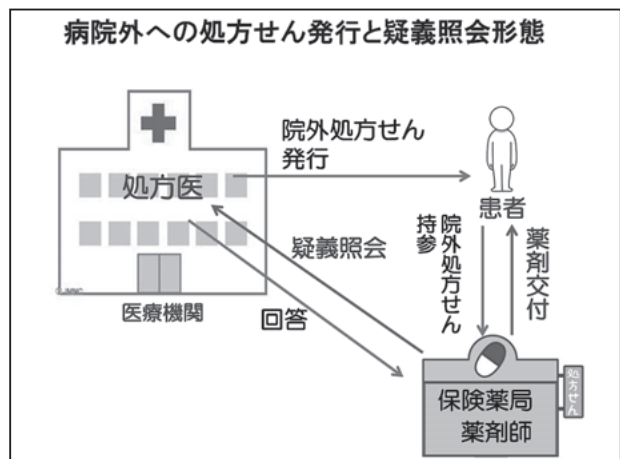 病院外への処方せん発行と疑義照会形態
院外処方せん
発行
処方医
患者
疑義照会
院外処方せん
持参
薬剤交付
医療機関
回答
保険薬局
薬剤師
処方せん